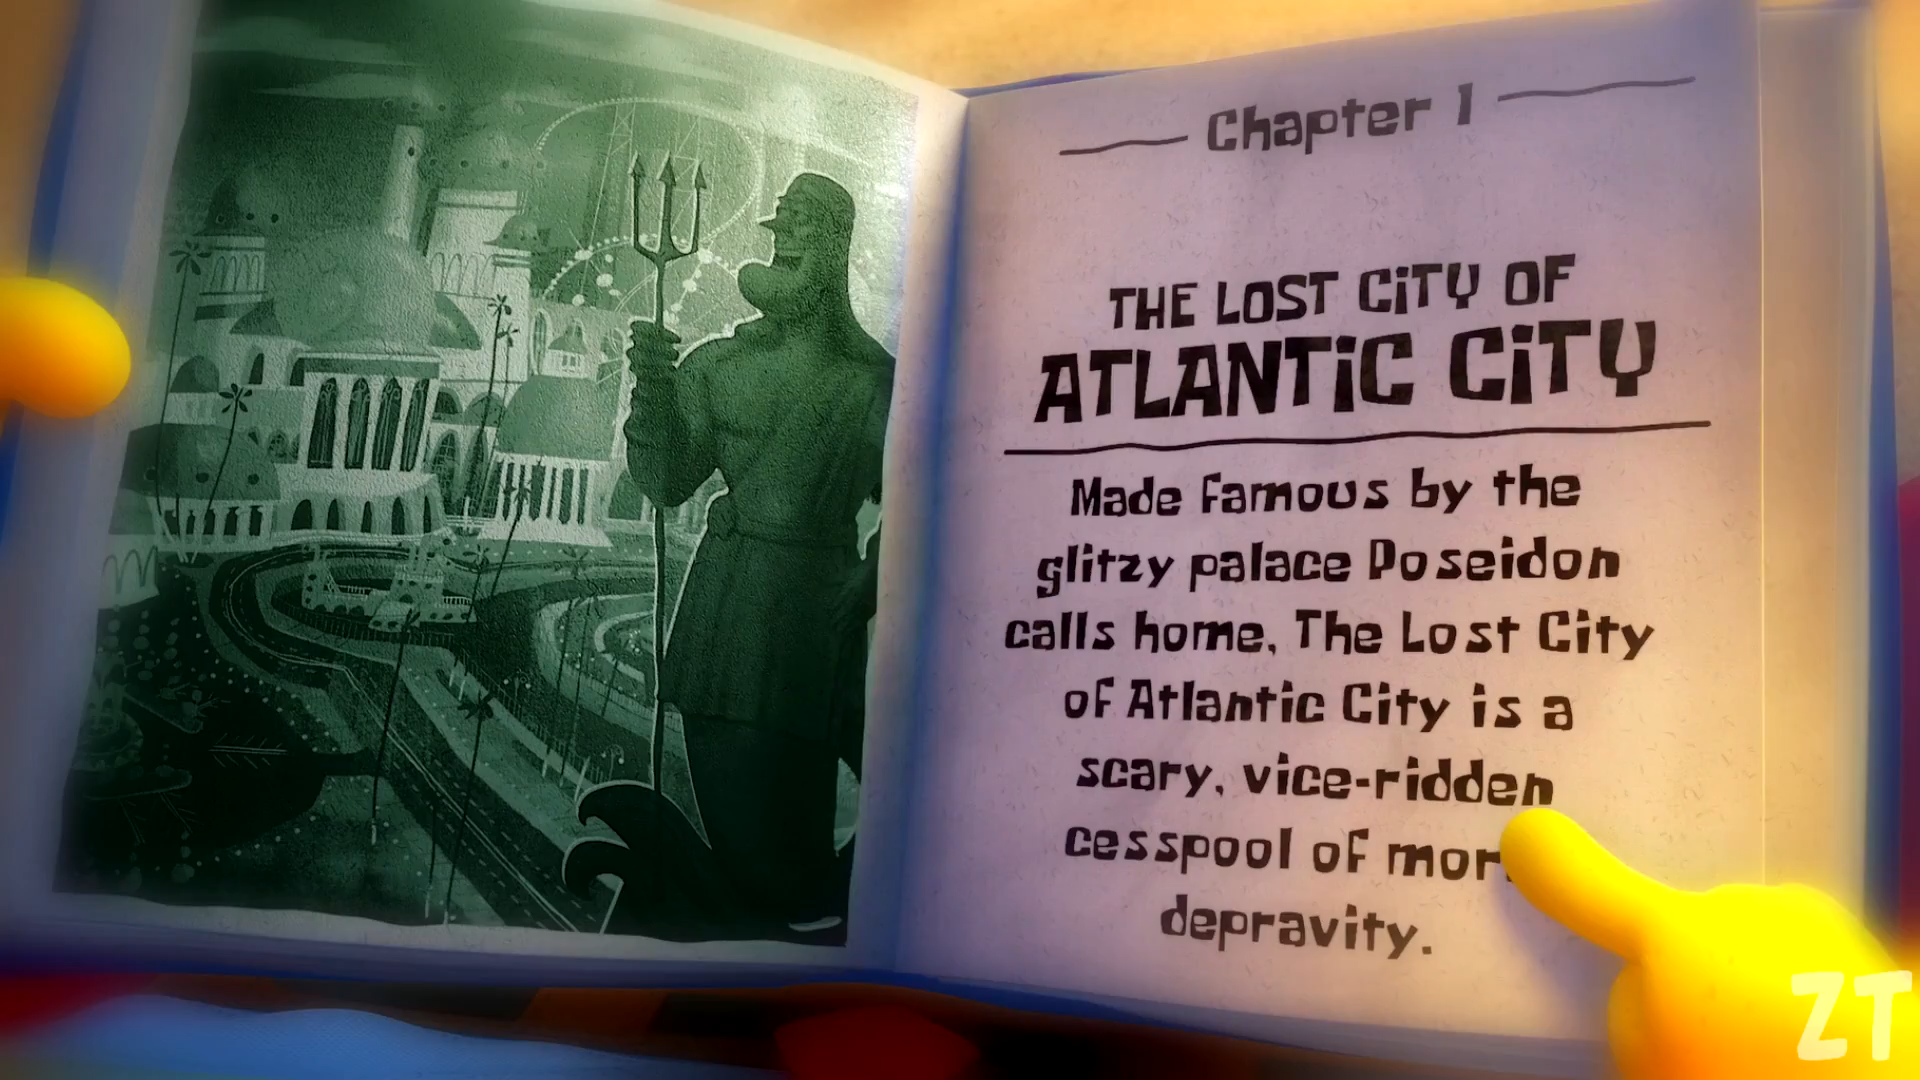 Chapter 1
THE LOST CiTY OF
ATLANTiC CiTY
Made famous by the
glitzy palace Poseidon
calls home, The Lost City
of Atlantic City is a
scary, vice-ridden
cesspool of
depravity.
ZT